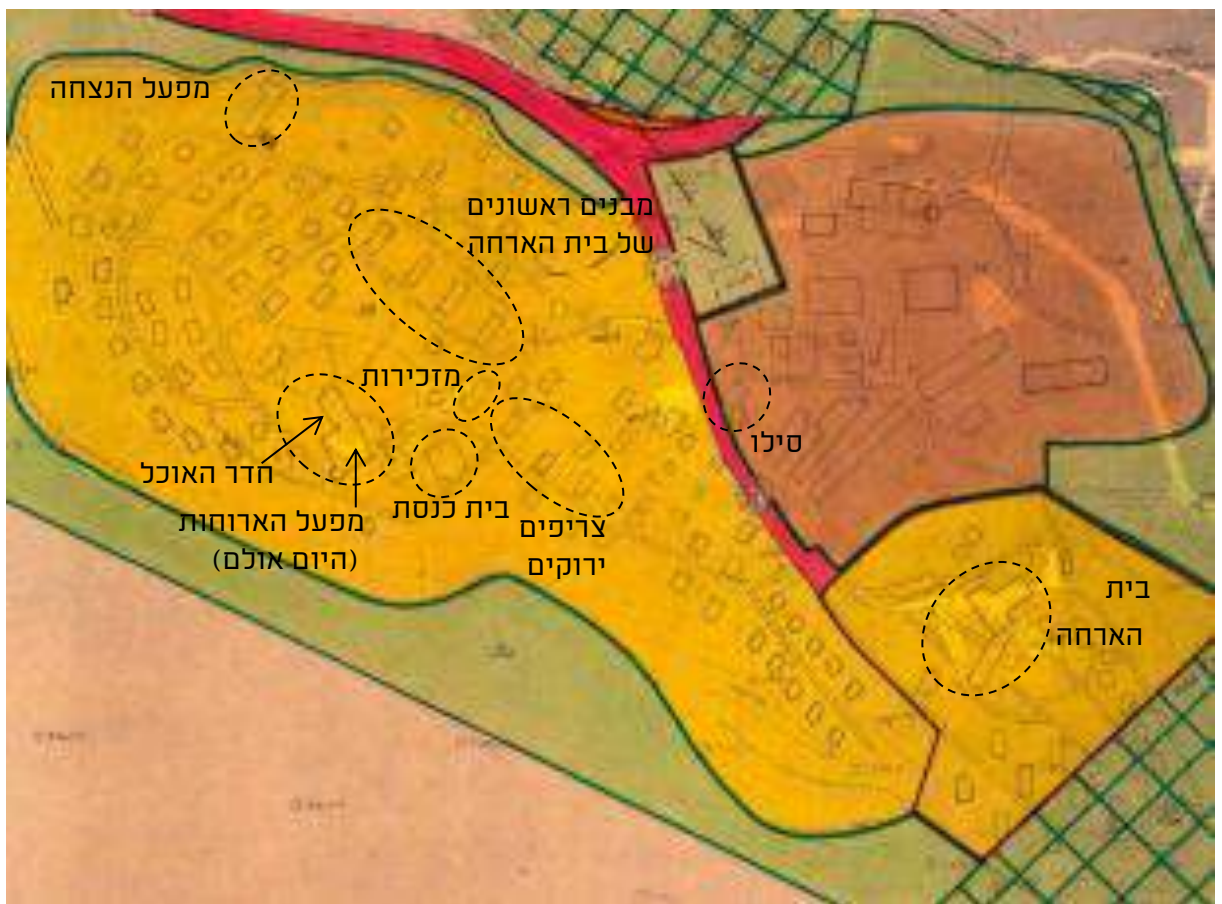 מפעל הנצחה
מבנים ראשונים
של בית הארחה
מזכירות
סילו
חדר האוכל
מפעל הארוחות
(היום אולם)
בית כנסת
צריפים
ירוקים
בית
הארחה